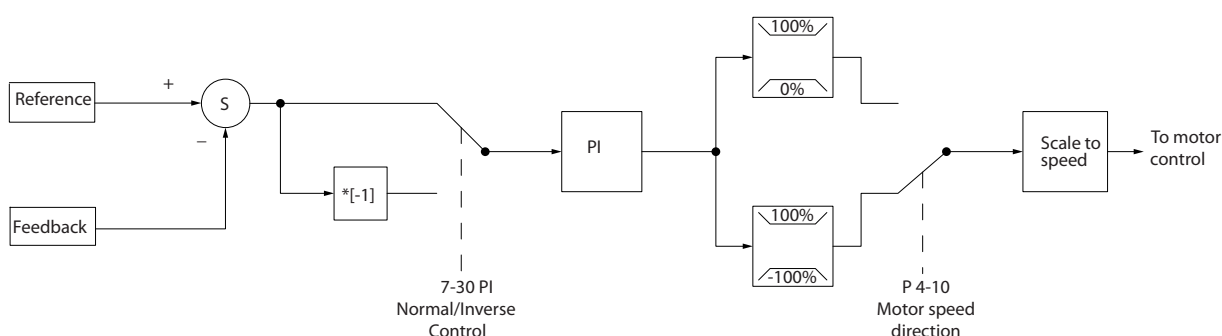 Reference
+
S
–
Feedback
*[-1]
7-30 PI
Normal/Inverse
Control
PI
100%
0%
100%
-100%
P 4-10
Motor speed
direction
Scale to
speed
To motor
control